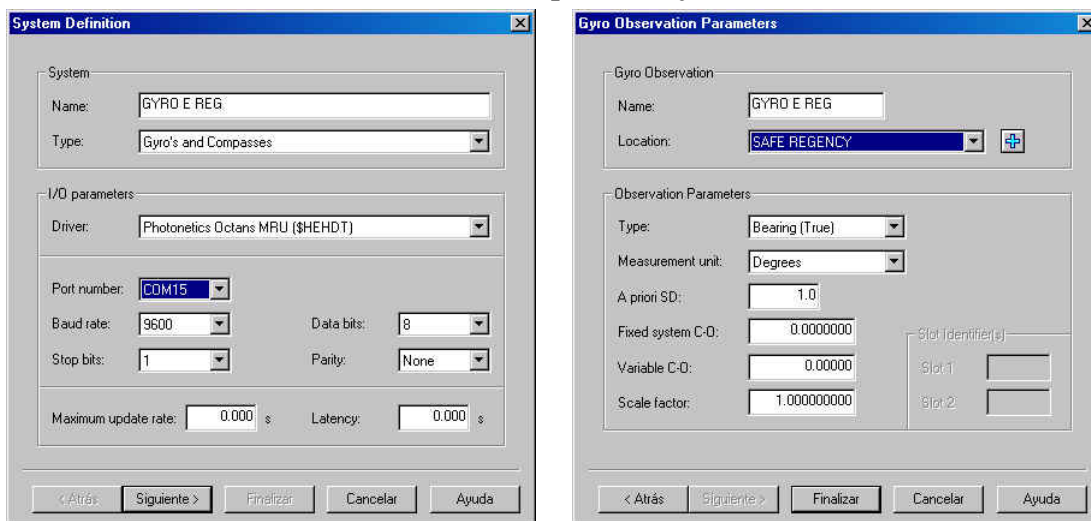 System Definition
System
Name: GYRO E REG
Type: Gyro's and Compasses
I/O parameters
Driver: Photonetics Octans MRU ($HEHDT)
Port number: COM15
Baud rate: 9600 Data bits: 8
Stop bits: 1 Parity: None
Maximum update rate: 0.000 s Latency: 0.000 s
< Atrás Siguiente > Finalizar Cancelar Ayuda
Gyro Observation Parameters
Gyro Observation
Name: GYRO E REG
Location: SAFE REGENCY
Observation Parameters
Type: Bearing (True)
Measurement unit: Degrees
A priori SD: 1.0
Fixed system C-O: 0.0000000
Variable C-O: 0.00000
Scale factor: 1.000000000
Slot Identifier(s)
Slot 1
Slot 2
< Atrás Siguiente > Finalizar Cancelar Ayuda